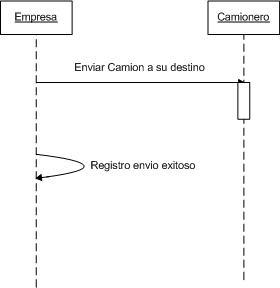 Empresa
Camionero
Enviar Camion a su destino
Registro envio exitoso